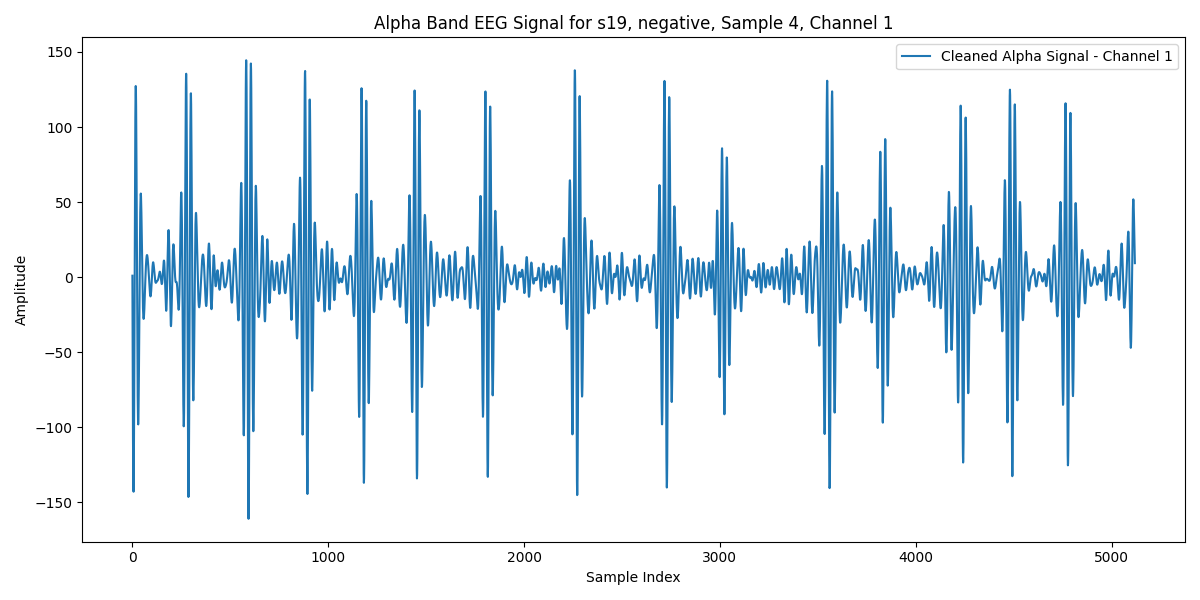 Alpha Band EEG Signal for s19, negative, Sample 4, Channel 1
Cleaned Alpha Signal - Channel 1
150
100
50
0
−50
−100
−150
Amplitude
0 1000 2000 3000 4000 5000
Sample Index